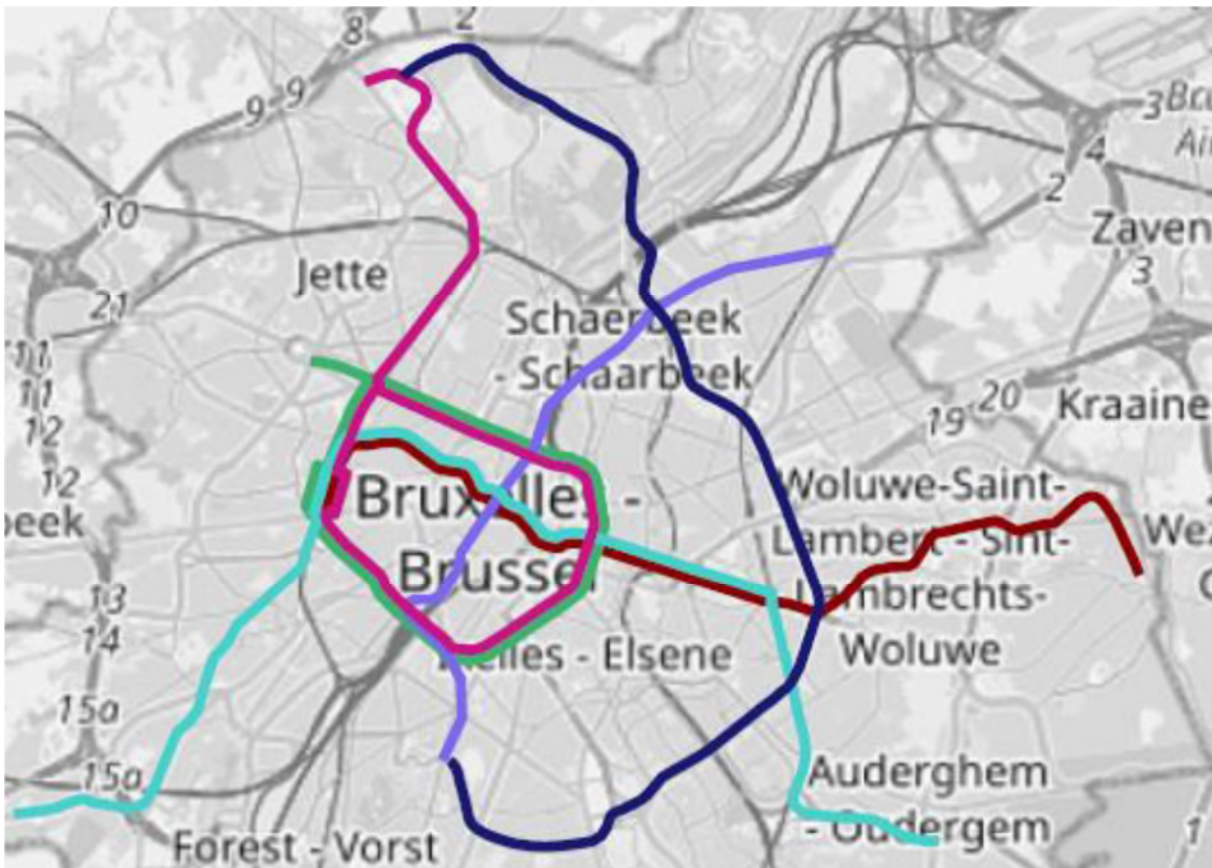 8
2
9
9
3
4
2
10
Zaven
Jette
3
21
Schaerbeek
- Schaarbeek
11
11
20
19
Kraaine
12
12
Woluwe-Saint-
Bruxelles -
beek
Lambert - Sint-
Brussel
Lambrechts-
13
14
- Elsene
Woluwe
15a
15a
Auderghem
- Oudergem
Forest - Vorst
1